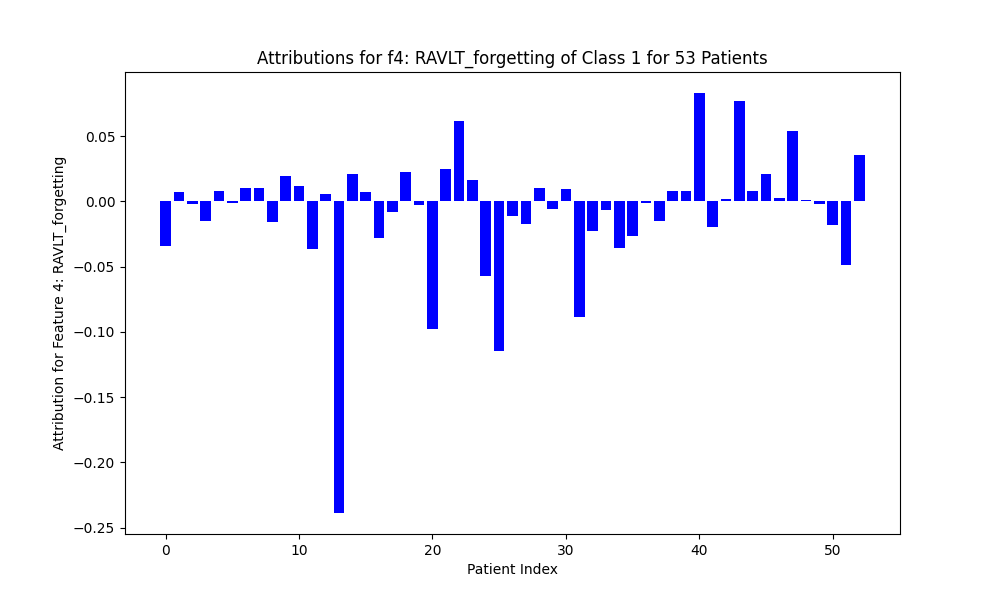 Attributions for f4: RAVLT_forgetting of Class 1 for 53 Patients
Attribution for Feature 4: RAVLT_forgetting
0.05
0.00
−0.05
−0.10
−0.15
−0.20
−0.25
0 10 20 30 40 50
Patient Index